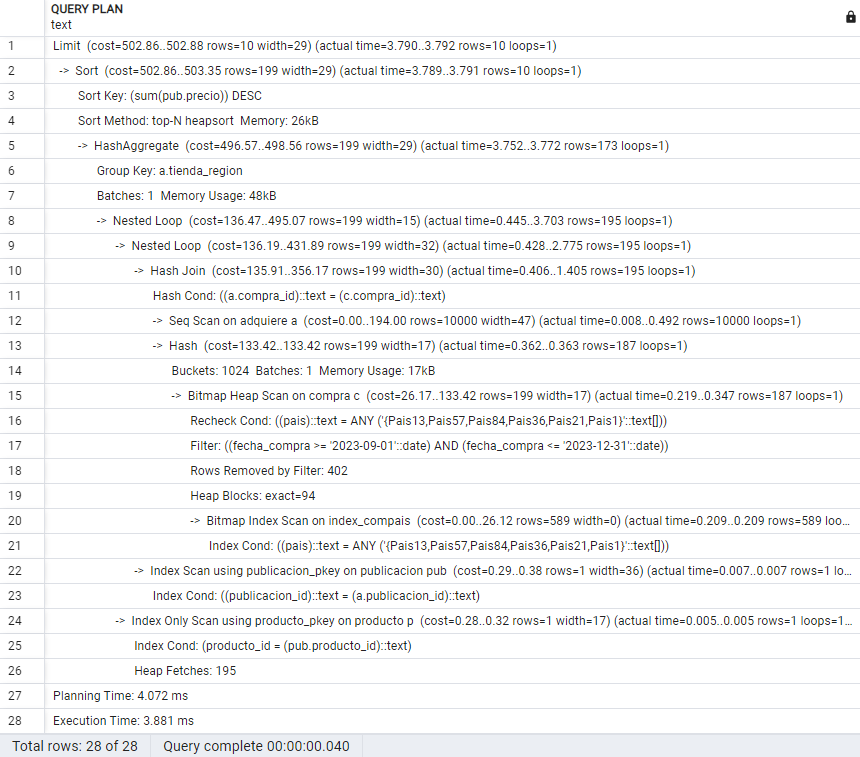 QUERY PLAN
text
1 Limit (cost=502.86..502.88 rows=10 width=29) (actual time=3.790..3.792 rows=10 loops=1)
2 -> Sort (cost=502.86..503.35 rows=199 width=29) (actual time=3.789..3.791 rows=10 loops=1)
3 Sort Key: (sum(pub.precio)) DESC
4 Sort Method: top-N heapsort Memory: 26kB
5 -> HashAggregate (cost=496.57..498.56 rows=199 width=29) (actual time=3.752..3.772 rows=173 loops=1)
6 Group Key: a.tienda_region
7 Batches: 1 Memory Usage: 48kB
8 -> Nested Loop (cost=136.47..495.07 rows=199 width=15) (actual time=0.445..3.703 rows=195 loops=1)
9 -> Nested Loop (cost=136.19..431.89 rows=199 width=32) (actual time=0.428..2.775 rows=195 loops=1)
10 -> Hash Join (cost=135.91..356.17 rows=199 width=30) (actual time=0.406..1.405 rows=195 loops=1)
11 Hash Cond: ((a.compra_id)::text = (c.compra_id)::text)
12 -> Seq Scan on adquiere a (cost=0.00..194.00 rows=10000 width=47) (actual time=0.008..0.492 rows=10000 loops=1)
13 -> Hash (cost=133.42..133.42 rows=199 width=17) (actual time=0.362..0.363 rows=187 loops=1)
14 Buckets: 1024 Batches: 1 Memory Usage: 17kB
15 -> Bitmap Heap Scan on compra c (cost=26.17..133.42 rows=199 width=17) (actual time=0.219..0.347 rows=187 loops=1)
16 Recheck Cond: ((pais)::text = ANY ('{Pais13,Pais57,Pais84,Pais36,Pais21,Pais1}'::text[]))
17 Filter: ((fecha_compra >= '2023-09-01'::date) AND (fecha_compra <= '2023-12-31'::date))
18 Rows Removed by Filter: 402
19 Heap Blocks: exact=94
20 -> Bitmap Index Scan on index_compais (cost=0.00..26.12 rows=589 width=0) (actual time=0.209..0.209 rows=589 loo...
21 Index Cond: ((pais)::text = ANY ('{Pais13,Pais57,Pais84,Pais36,Pais21,Pais1}'::text[]))
22 -> Index Scan using publicacion_pkey on publicacion pub (cost=0.29..0.38 rows=1 width=36) (actual time=0.007..0.007 rows=1 lo...
23 Index Cond: ((publicacion_id)::text = (a.publicacion_id)::text)
24 -> Index Only Scan using producto_pkey on producto p (cost=0.28..0.32 rows=1 width=17) (actual time=0.005..0.005 rows=1 loops=1...
25 Index Cond: (producto_id = (pub.producto_id)::text)
26 Heap Fetches: 195
27 Planning Time: 4.072 ms
28 Execution Time: 3.881 ms
Total rows: 28 of 28 Query complete 00:00:00.040